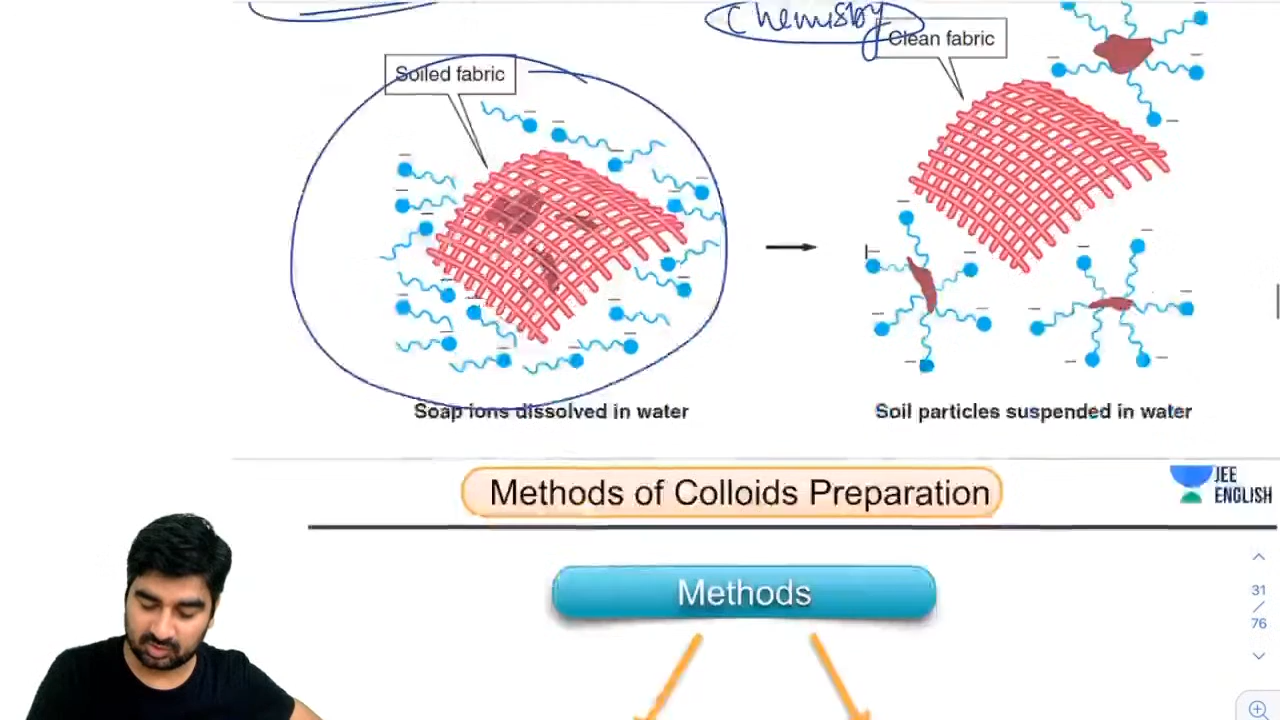 Chemisby
Clean fabric
Soiled fabric
Soap ions dissolved in water
Soil particles suspended in water
Methods of Colloids Preparation
JEE
ENGLISH
Methods
31
/
76